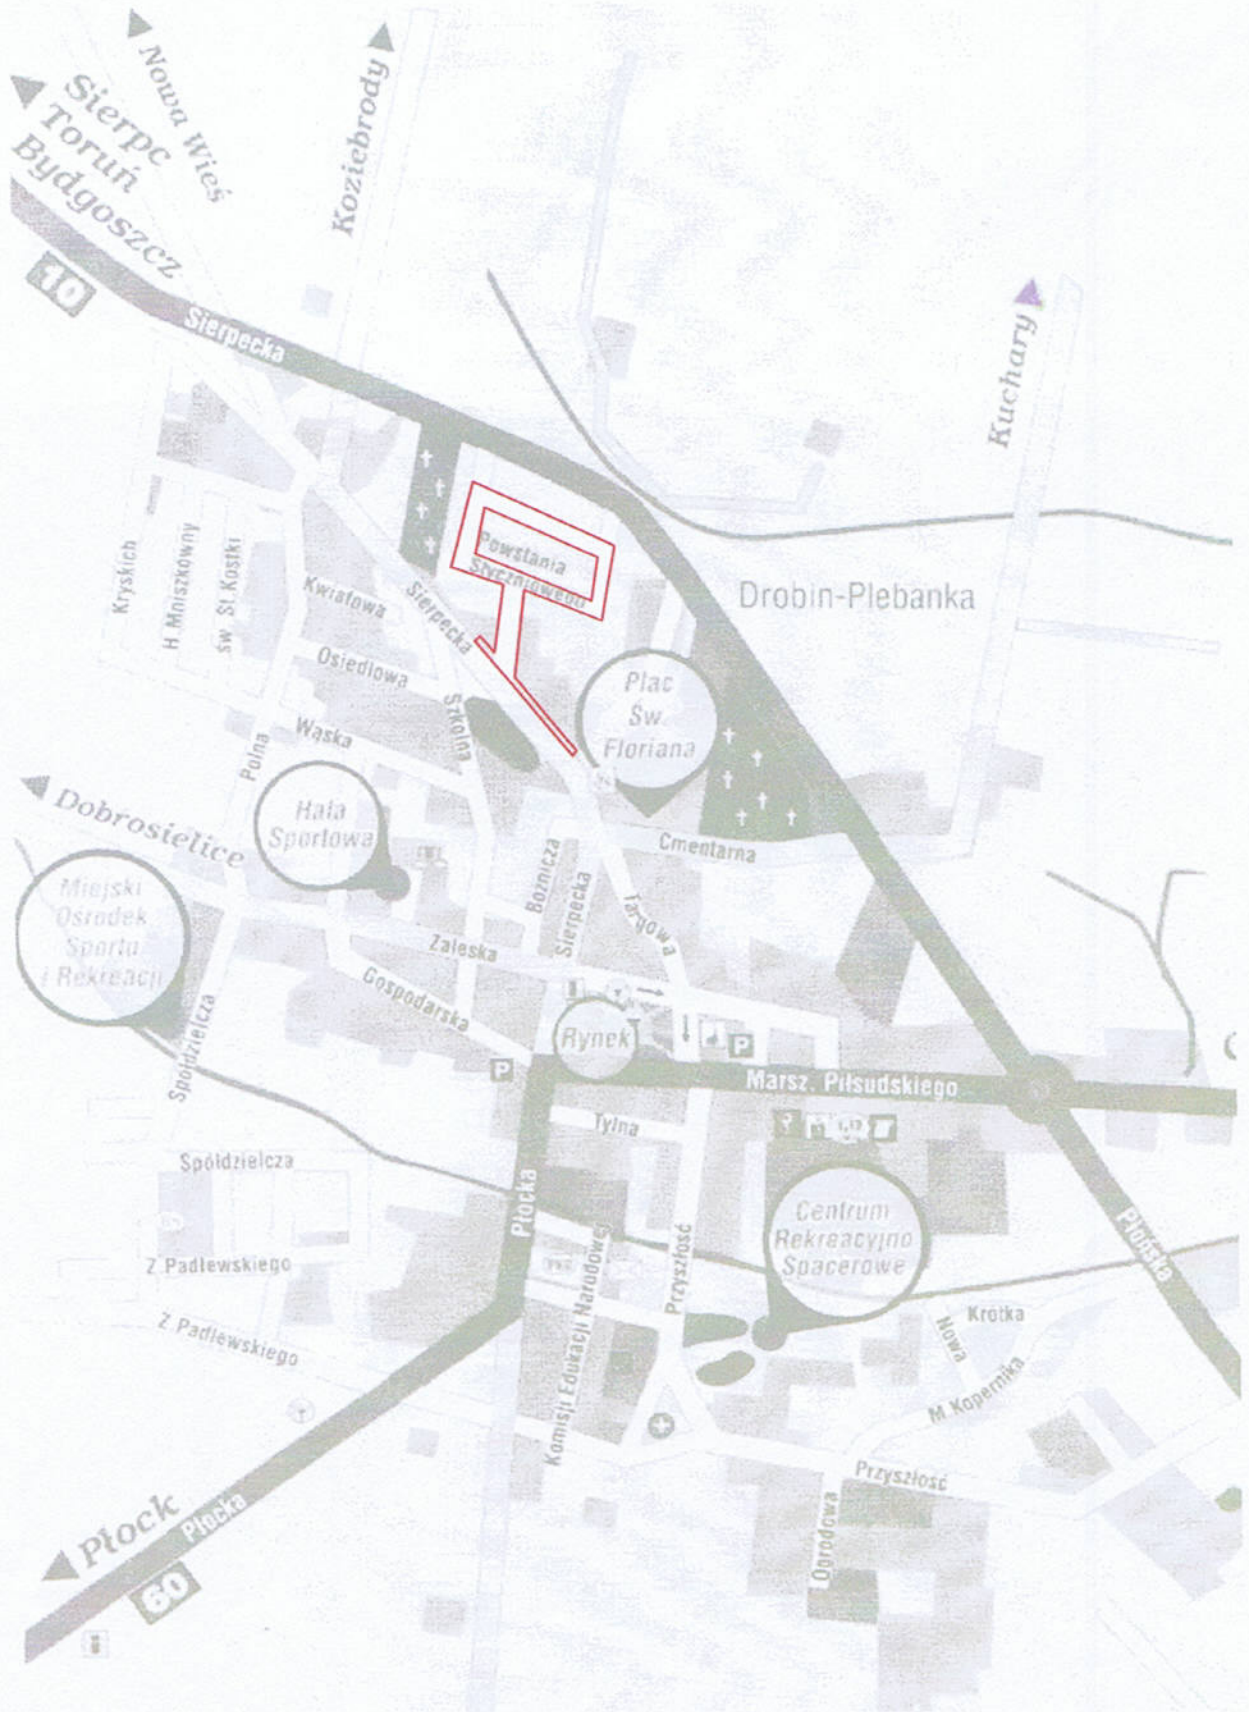 Nowa Wieś
Sierpc
Toruń
Bydgoszcz
Koziebrody
10
Sierpecka
Kuchary
Powstania
Styczniowego
Drobin-Plebanka
Kryskich
H Mniszkówny
św St Kostki
Kwiatowa
Sierpecka
Osiedlowa
Szkolna
Wąska
Polna
Plac
Św.
Floriana
Dobrosielice
Hala
Sportowa
Cmentarna
Miejski
Ośrodek
Sportu
i Rekreacji
Bożnicza
Sierpecka
Targowa
Zaleska
Gospodarska
Rynek
P
P
Spółdzielcza
Marsz. Piłsudskiego
Tylna
Spółdzielcza
Płocka
Centrum
Rekreacyjno
Spacerowe
Płońska
Z Padlewskiego
Komisji Edukacji Narodowej
Przyszłość
Z. Padlewskiego
Krótka
Nowa
M. Kopernika
Przyszłość
Ogrodowa
Płock
Płocka
60